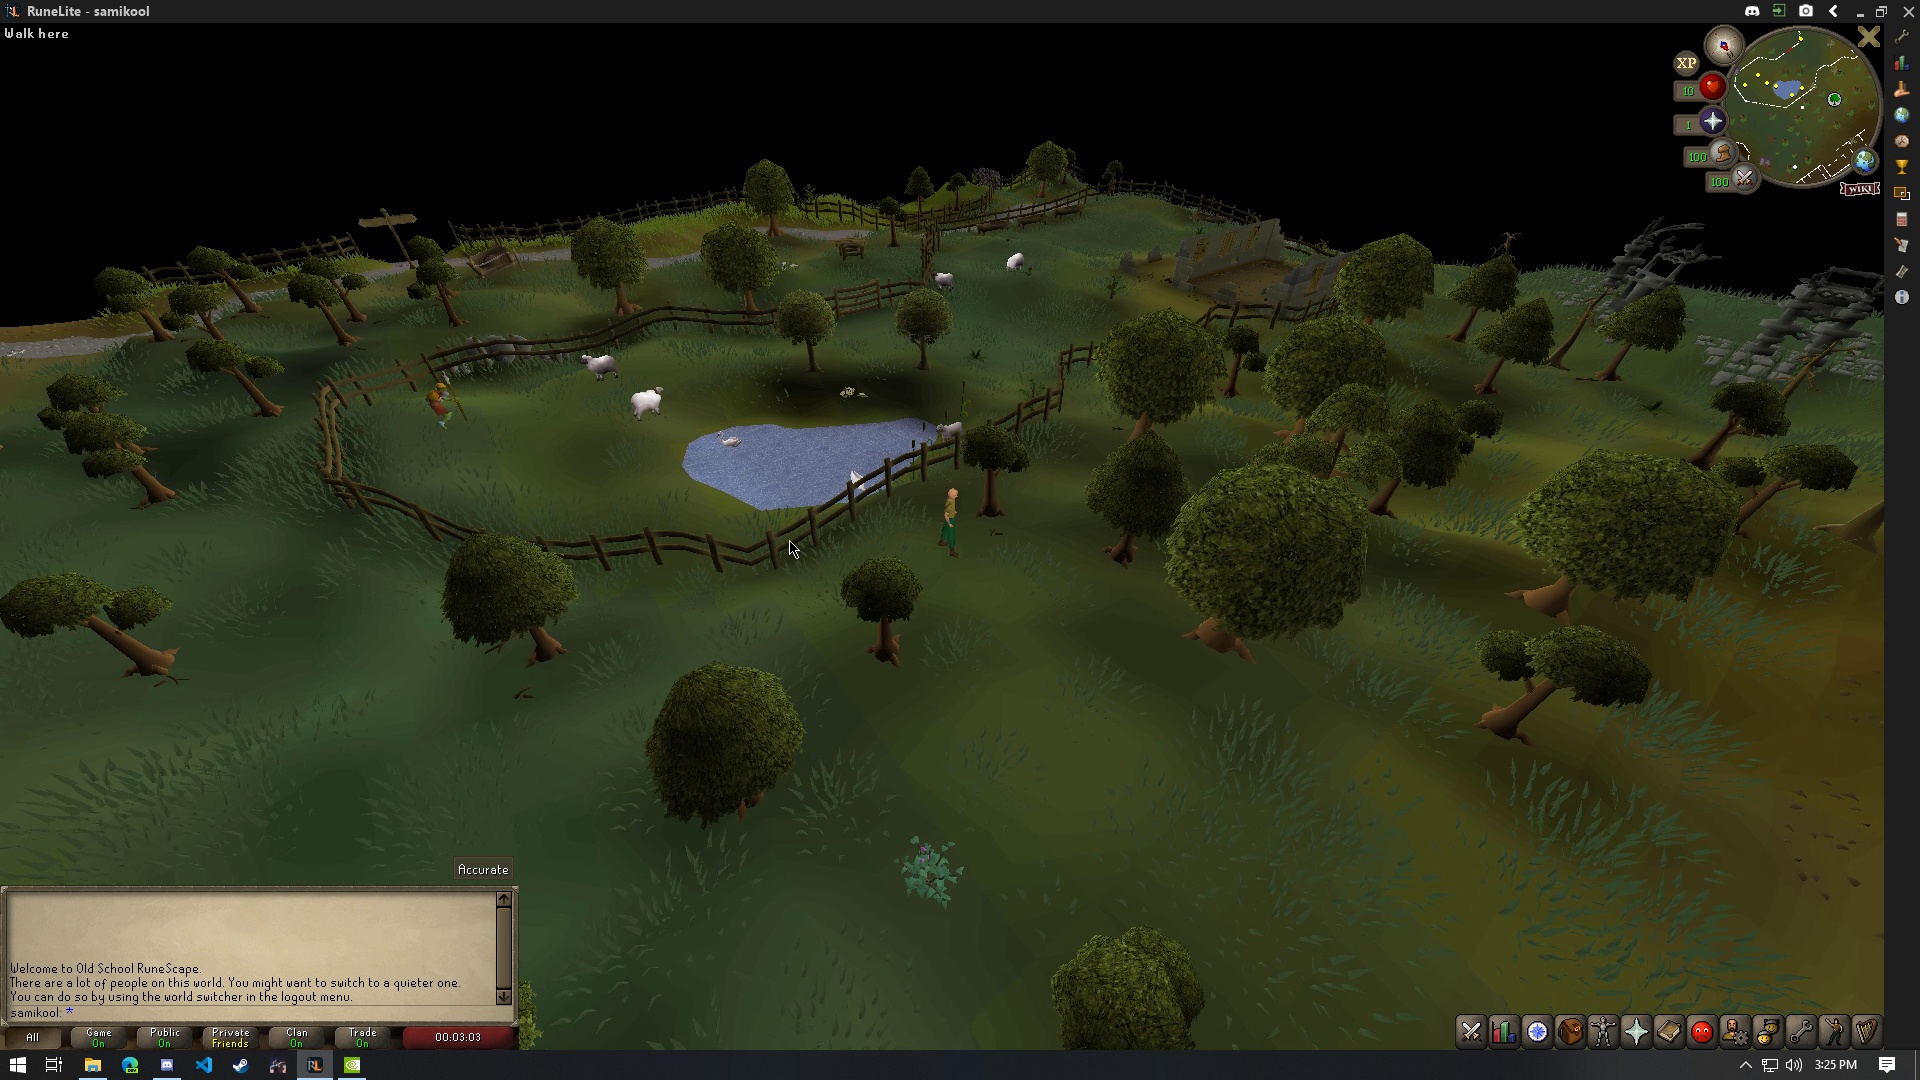 RuneLite - samikool
Walk here
XP
10
1
100
100
WIKI
Accurate
Welcome to Old School RuneScape.
There are a lot of people on this world. You might want to switch to a quieter one.
You can do so by using the world switcher in the logout menu.
samikool: *
All
Game
On
Public
On
Private
Friends
Clan
On
Trade
On
00:03:03
3:25 PM